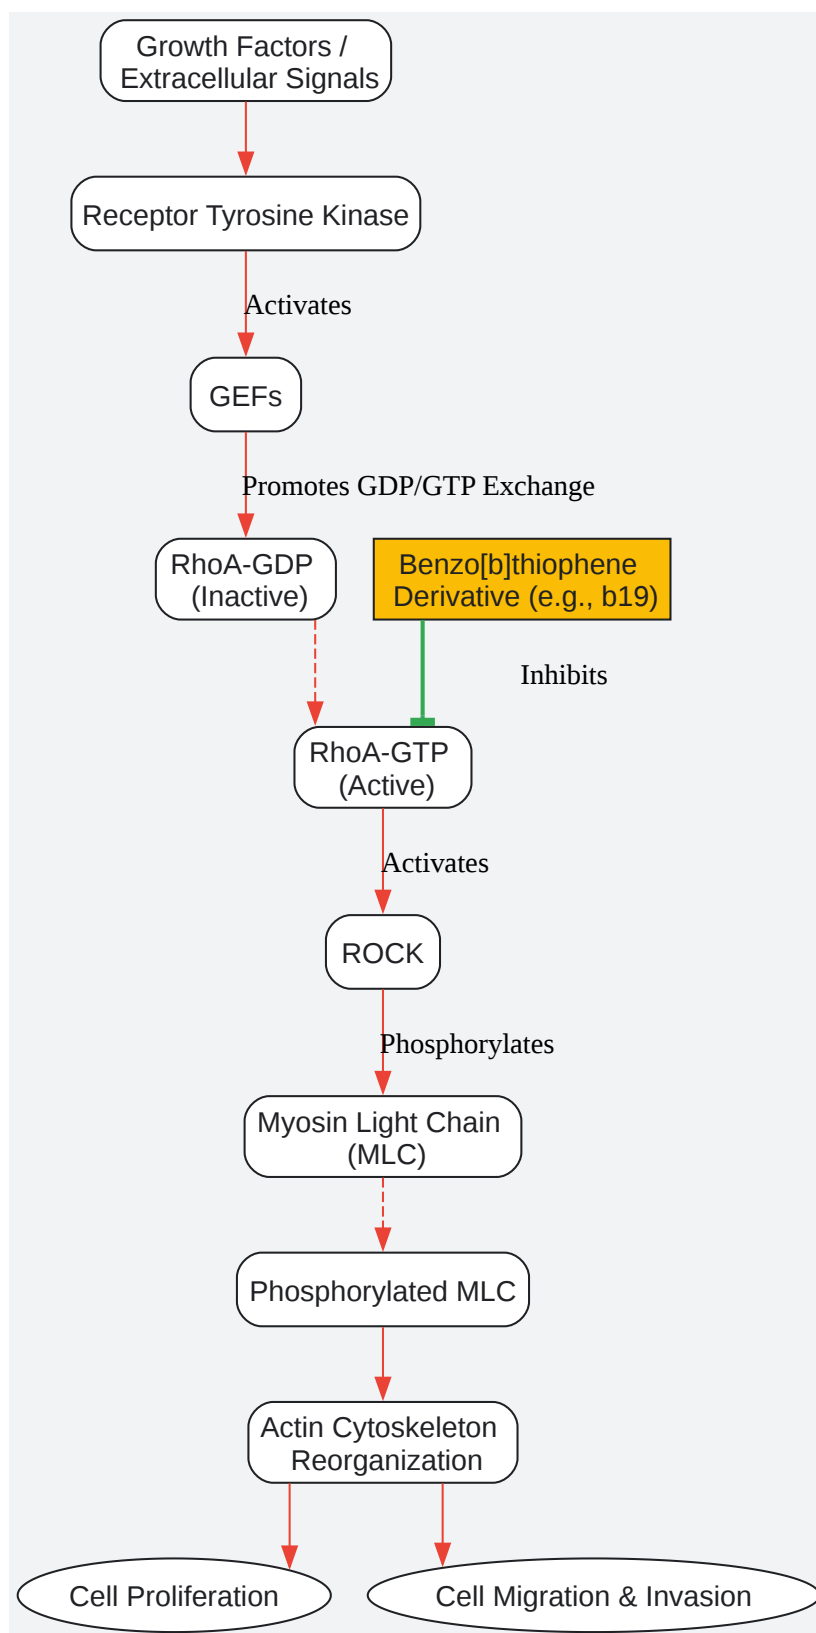 Growth Factors /
Extracellular Signals
Receptor Tyrosine Kinase
Activates
GEFs
Promotes GDP/GTP Exchange
RhoA-GDP
(Inactive)
Benzo[b]thiophene
Derivative (e.g., b19)
Inhibits
RhoA-GTP
(Active)
Activates
ROCK
Phosphorylates
Myosin Light Chain
(MLC)
Phosphorylated MLC
Actin Cytoskeleton
Reorganization
Cell Proliferation
Cell Migration & Invasion